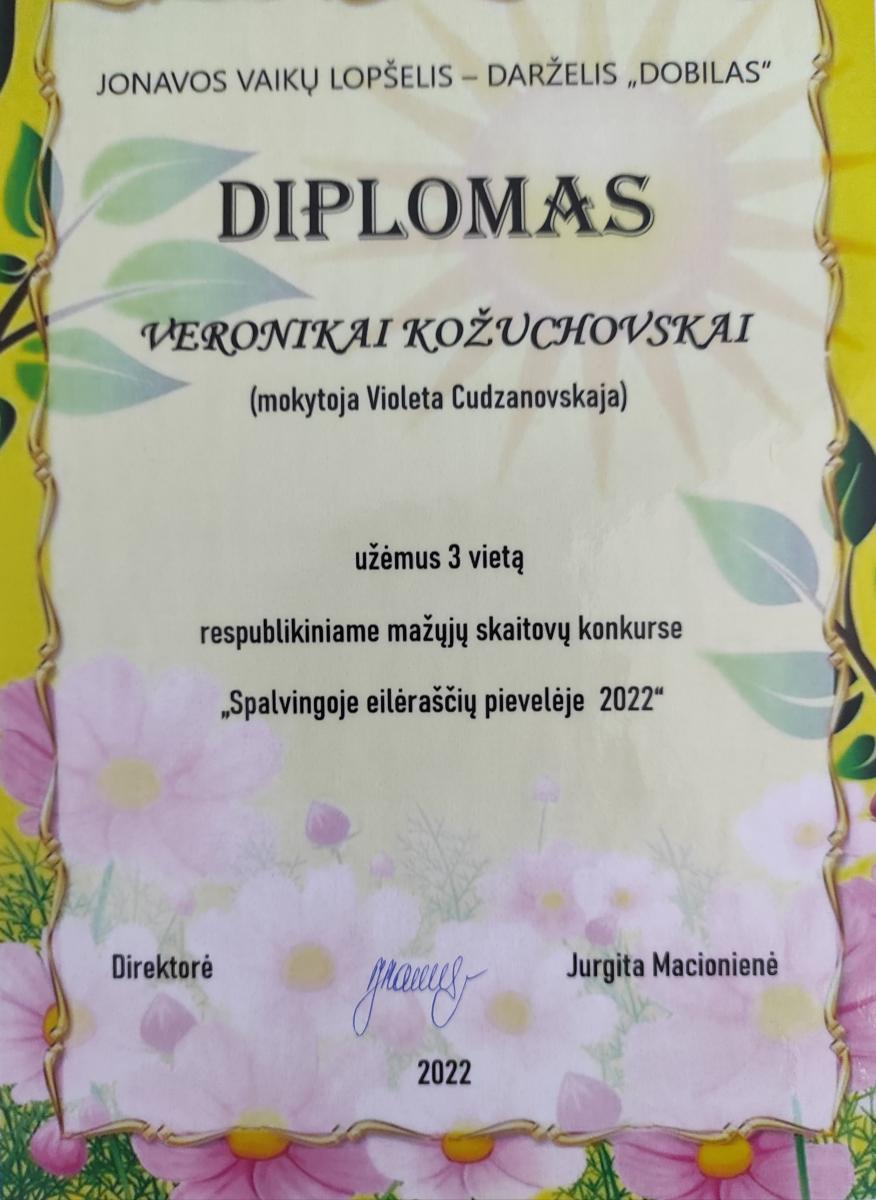 JONAVOS VAIKŲ LOPŠELIS – DARŽELIS „DOBILAS“
DIPLOMAS
VERONIKAI KOŽUCHOVSKAI
(mokytoja Violeta Cudzanovskaja)
užėmus 3 vietą
respublikiniame mažųjų skaitovų konkurse
„Spalvingoje eilėraščių pievelėje 2022“
Direktorė Jurgita Macionienė
2022